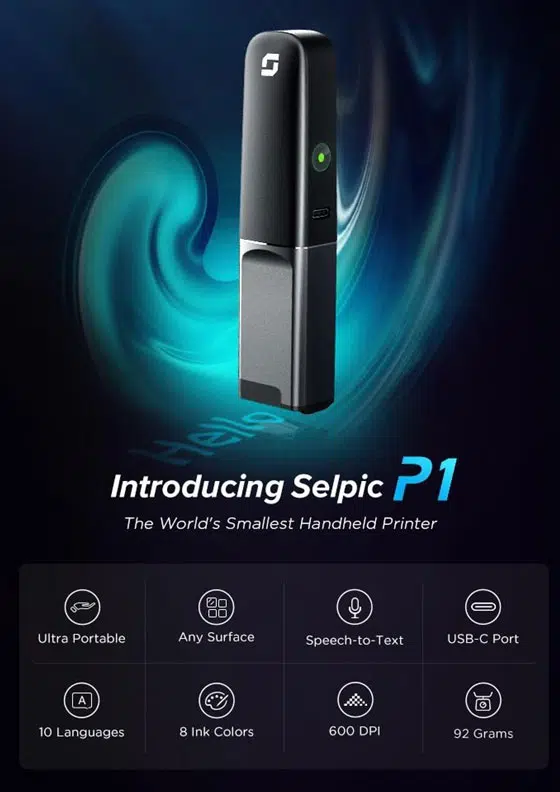 Hello
Introducing Selpic P1
The World's Smallest Handheld Printer
Ultra Portable
Any Surface
Speech-to-Text
USB-C Port
A
10 Languages
8 Ink Colors
600 DPI
92 Grams